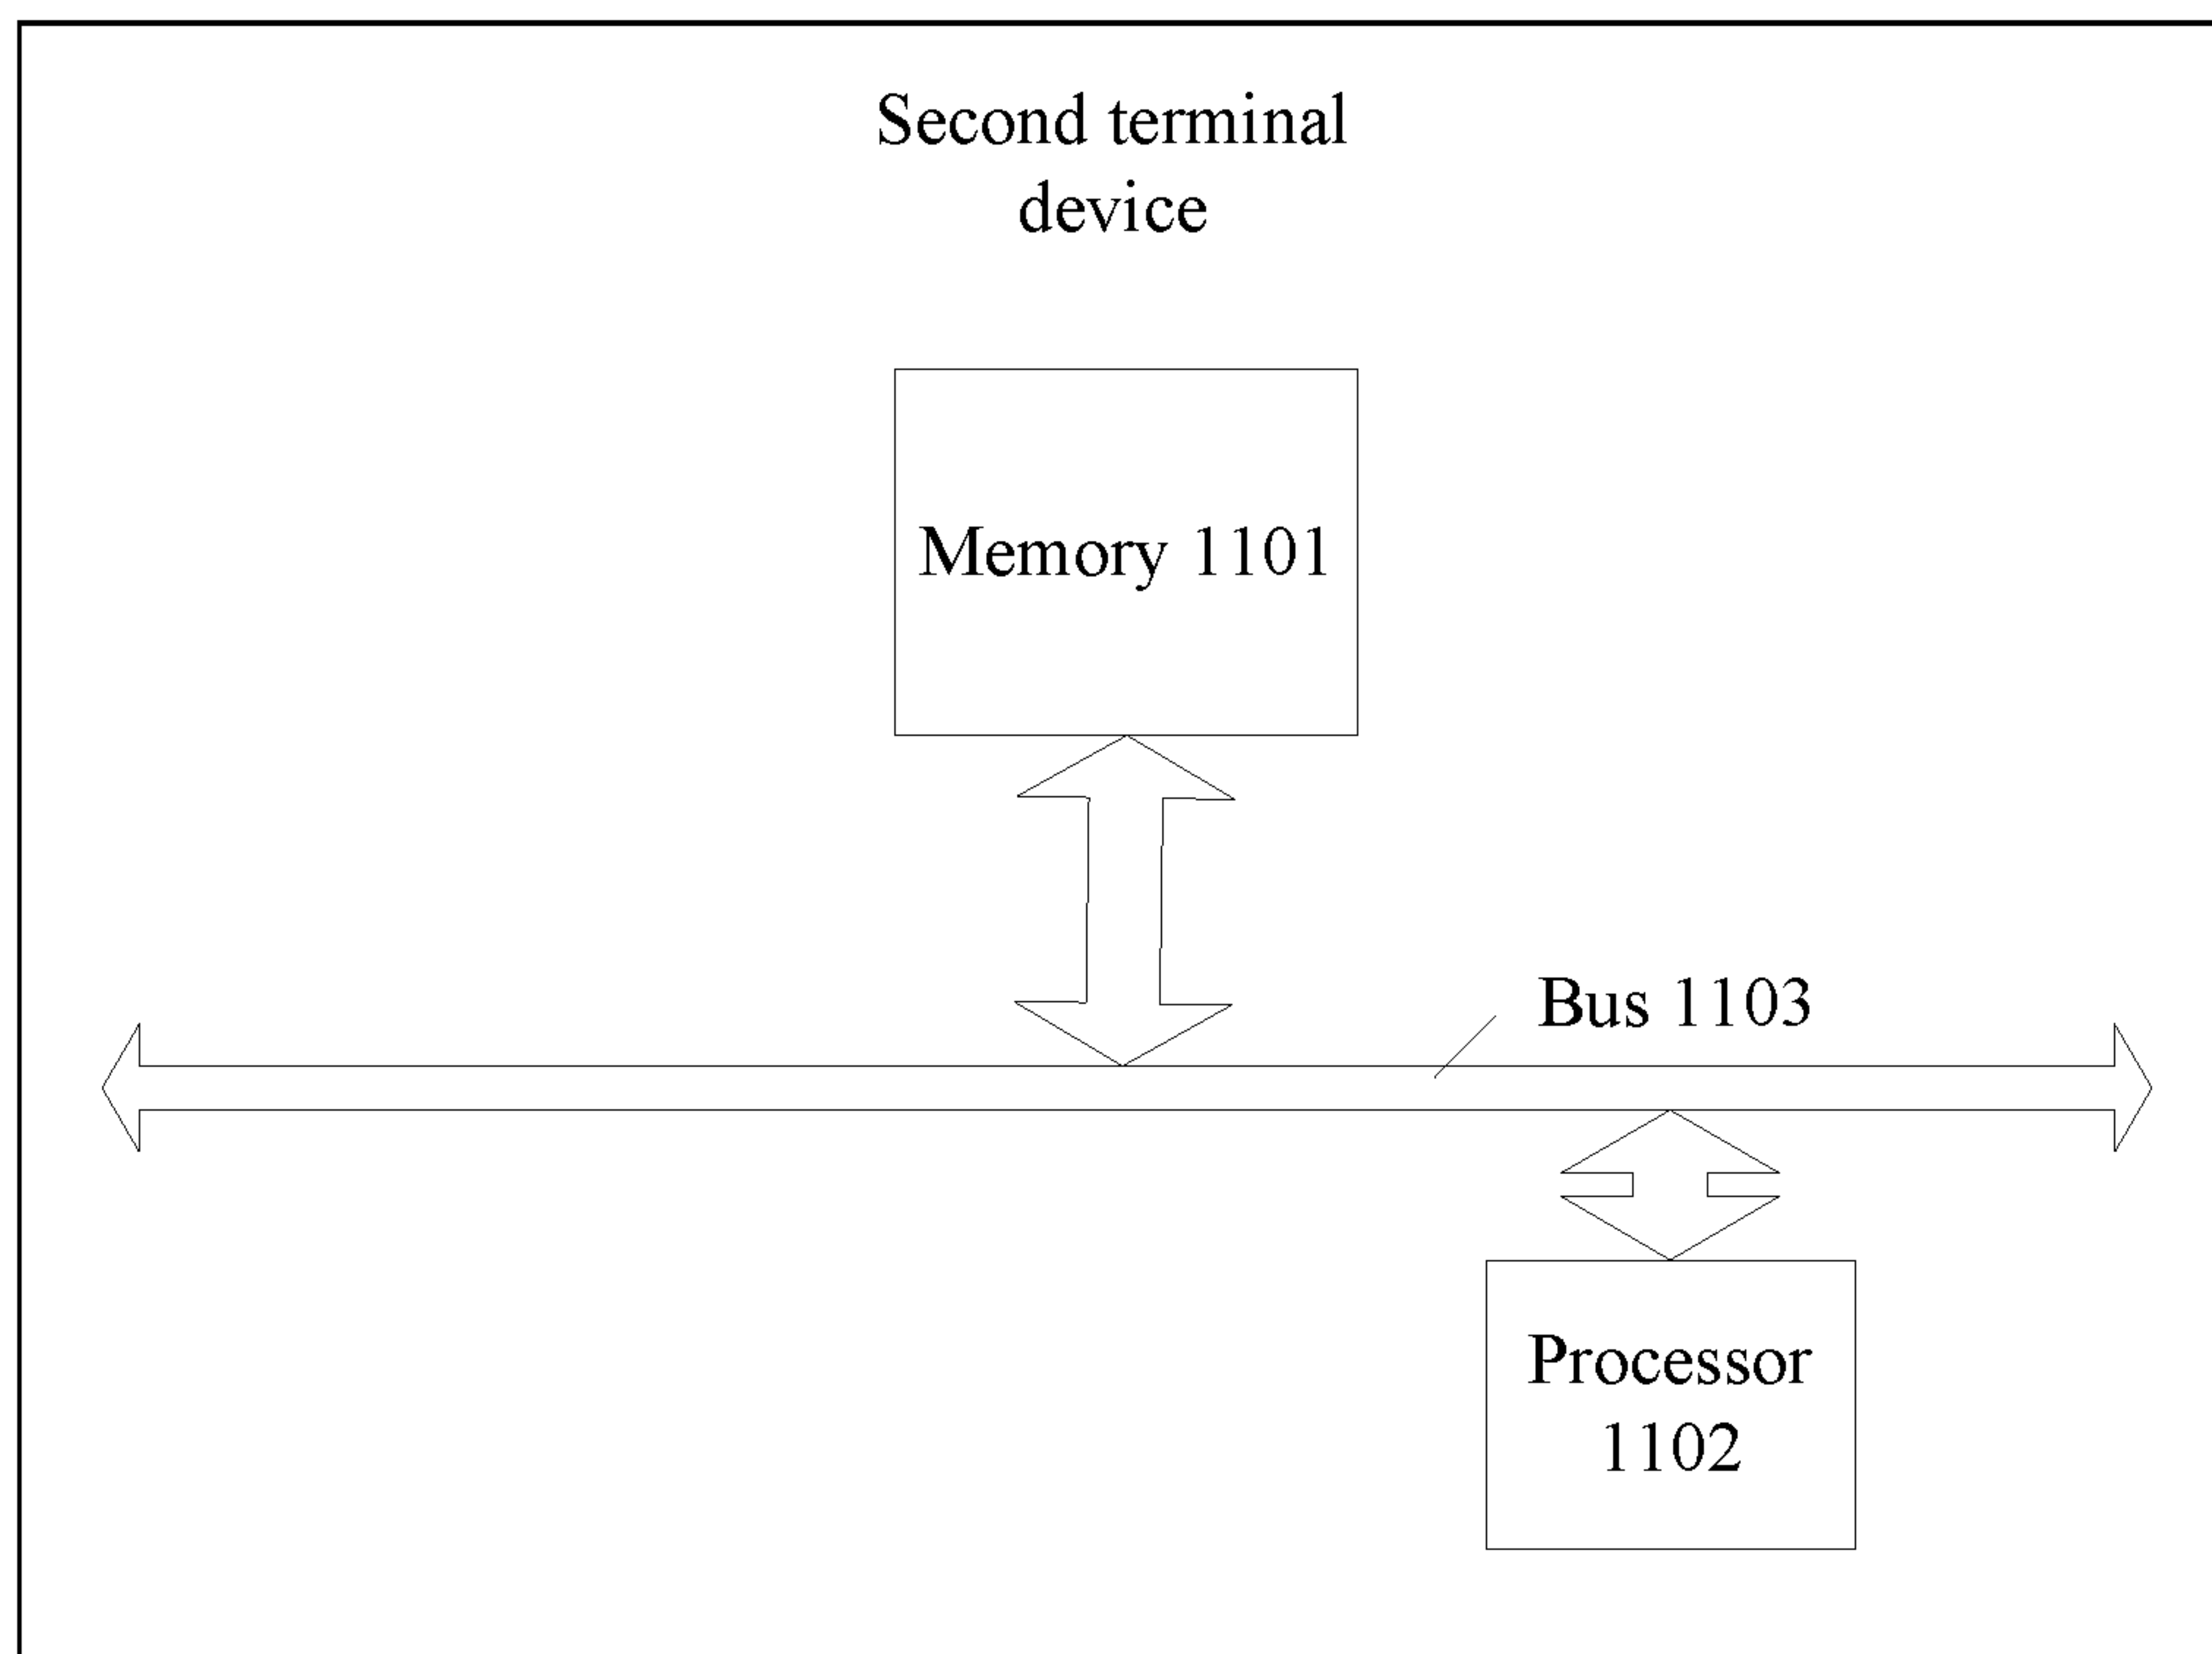 Second terminal
device
Memory 1101
Bus 1103
Processor
1102